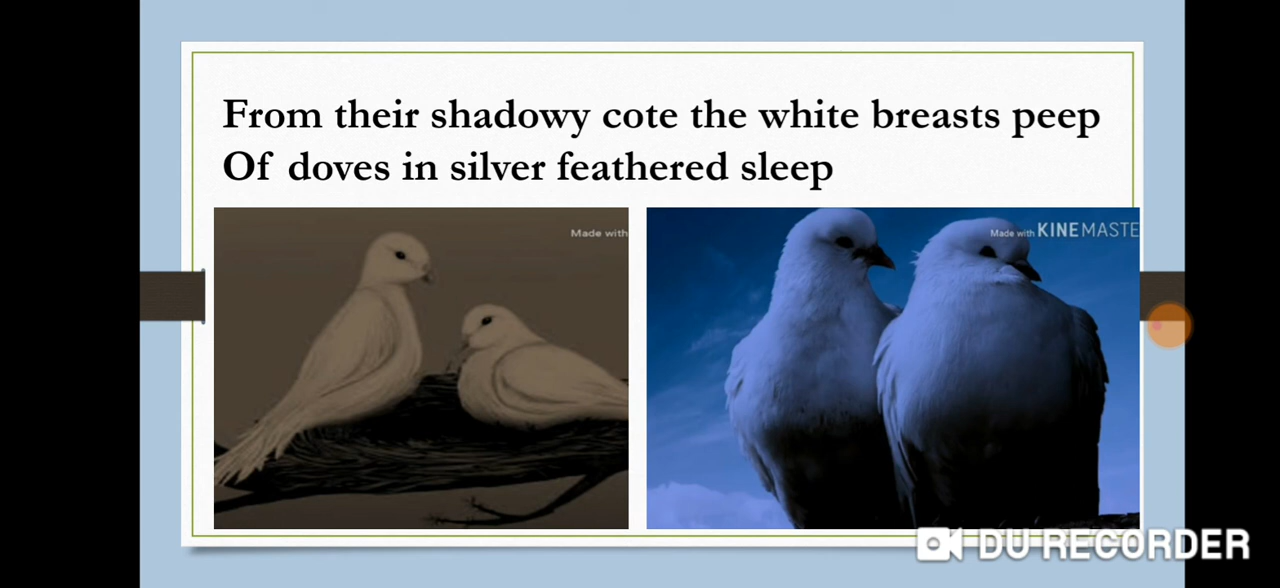 From their shadowy cote the white breasts peep
Of doves in silver feathered sleep
Made with
Made with KINEMASTE
DU RECORDER